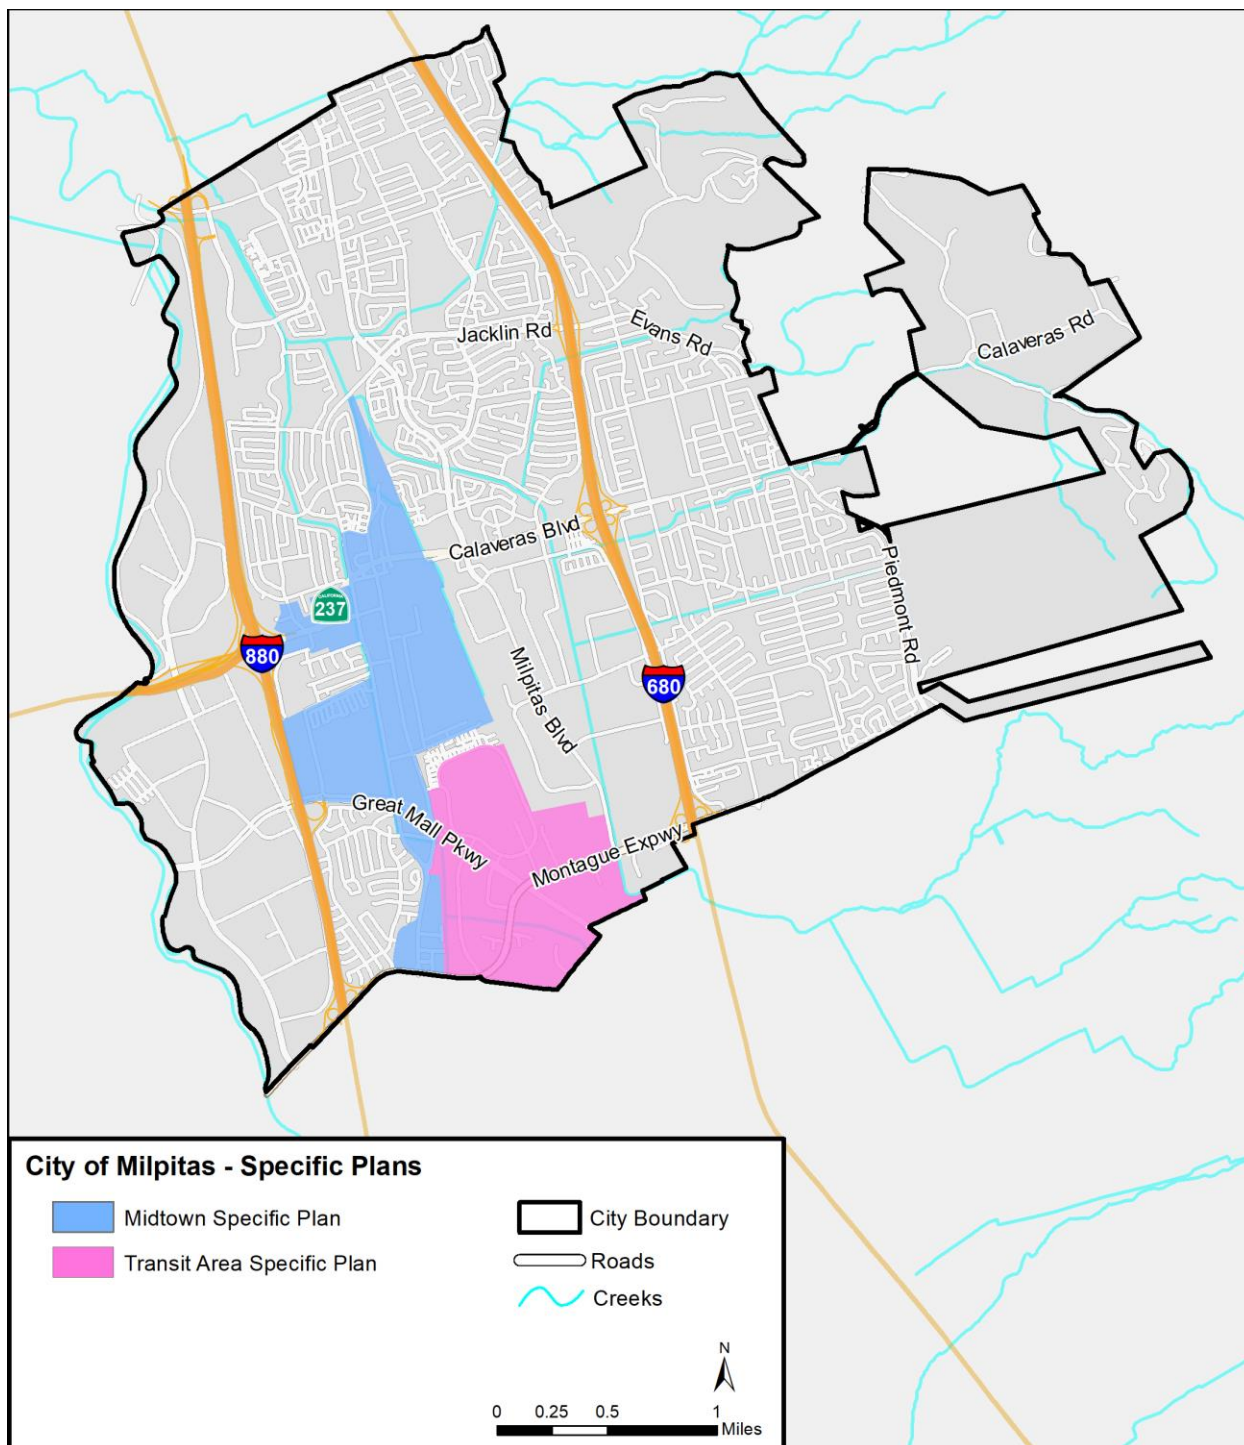 Jacklin Rd
Evans Rd
Calaveras Rd
Calaveras Blvd
CALIFORNIA
237
880
680
Piedmont Rd
Milpitas Blvd
Great Mall Pkwy
Montague Expwy
City of Milpitas - Specific Plans
Midtown Specific Plan
Transit Area Specific Plan
City Boundary
Roads
Creeks
N
0 0.25 0.5 1
Miles